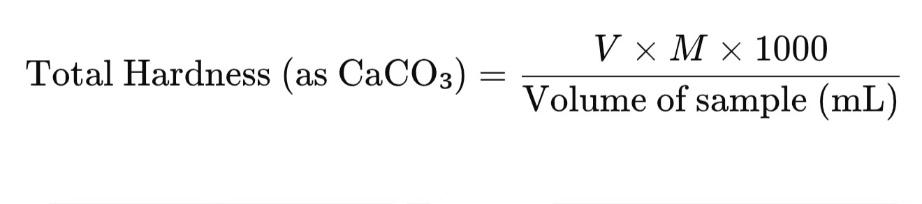 Total Hardness (as CaCO₃) = V × M × 1000 / Volume of sample (mL)